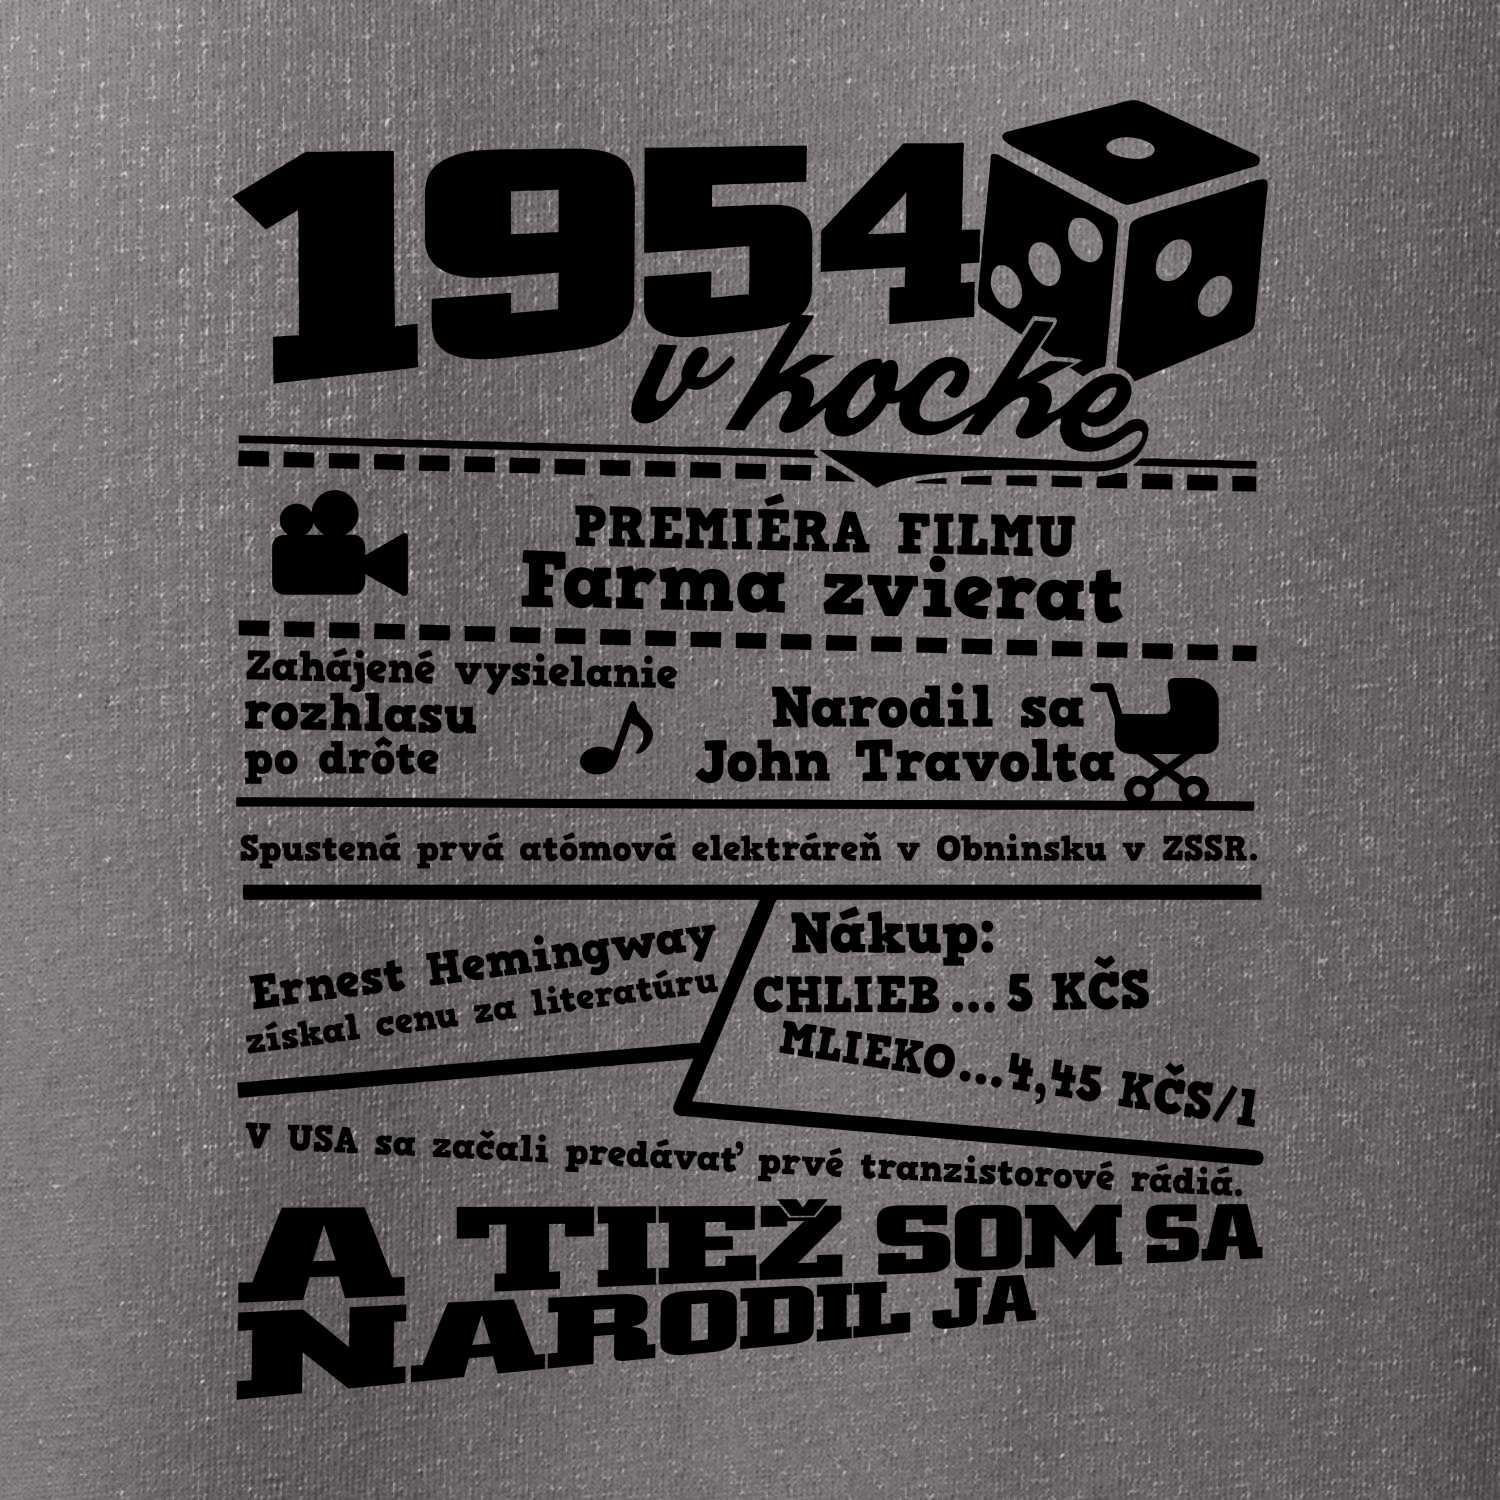 1954
v kocke
PREMIÉRA FILMU
Farma zvierat
Zahájené vysielanie
rozhlasu
po drôte
Narodil sa
John Travolta
Spustená prvá atómová elektráreň v Obninsku v ZSSR.
Ernest Hemingway
získal cenu za literatúru
Nákup:
CHLIEB... 5 KČS
MLIEKO...4,45 KČS/l
V USA sa začali predávať prvé tranzistorové rádiá.
A TIEŽ SOM SA
NARODIL JA